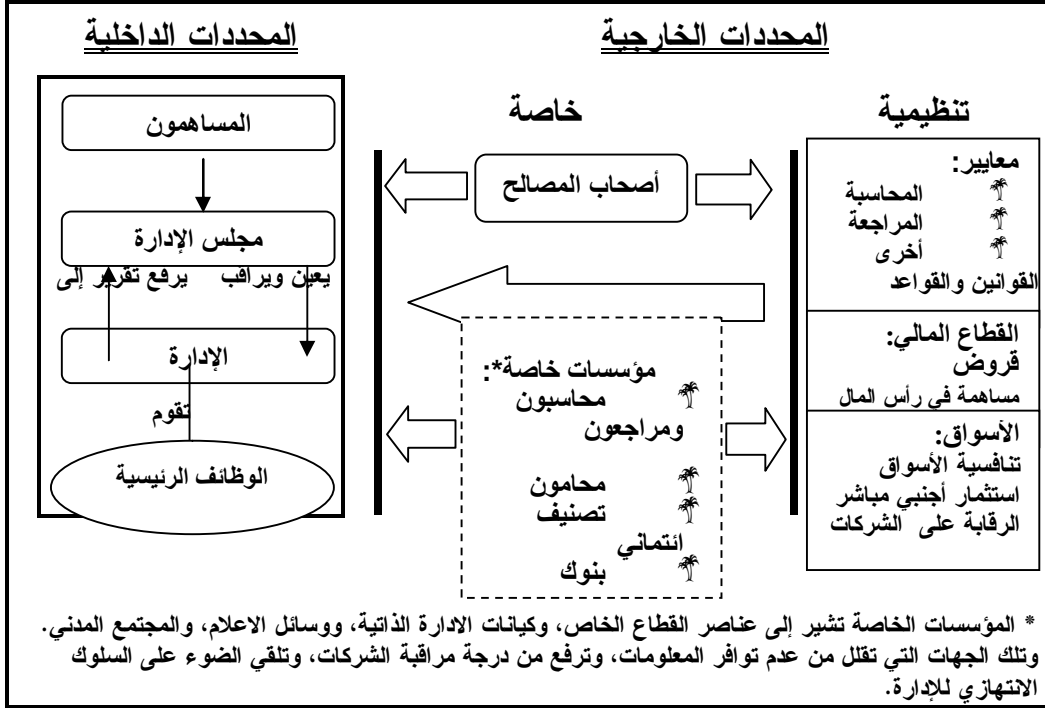 المحددات الخارجية
المحددات الداخلية
تنظيمية
خاصة
معايير:
المحاسبة
المراجعة
أخرى
القوانين والقواعد
القطاع المالي:
قروض
مساهمة في رأس المال
الأسواق:
تنافسية الأسواق
استثمار أجنبي مباشر
الرقابة على الشركات
أصحاب المصالح
مؤسسات خاصة*:
محاسبون
ومراجعون
محامون
تصنيف
ائتماني
بنوك
المساهمون
مجلس الإدارة
يعين ويراقب
يرفع تقرير إلى
الإدارة
تقوم
الوظائف الرئيسية
* المؤسسات الخاصة تشير إلى عناصر القطاع الخاص، وكيانات الادارة الذاتية، ووسائل الاعلام، والمجتمع المدني.
وتلك الجهات التي تقلل من عدم توافر المعلومات، وترفع من درجة مراقبة الشركات، وتلقي الضوء على السلوك
الانتهازي للإدارة.